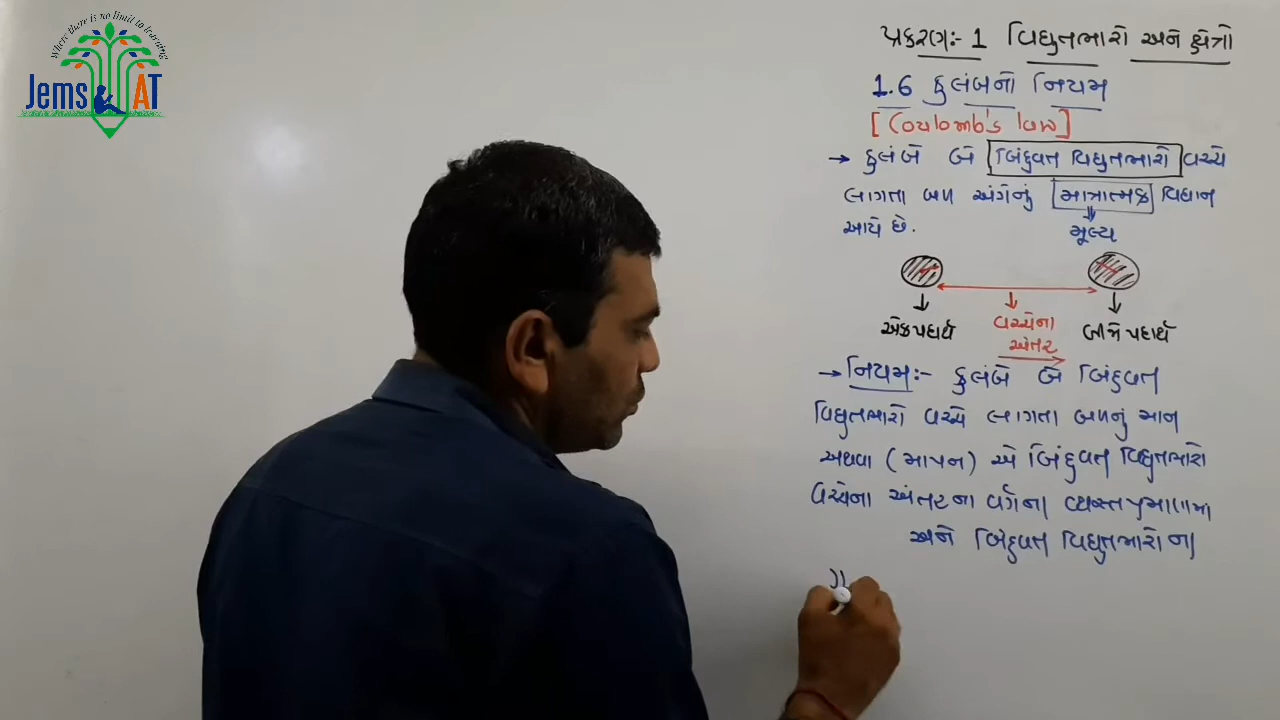 Where there is no limit to learning
Jems & AT
પ્રકરણ:- 1 વિદ્યુતભારો અને ક્ષેત્રો
1.6 કુલંબનો નિયમ
[Coulomb's law]
→ કુલંબે બે બિંદુવત વિદ્યુતભારો વચ્ચે
લાગતા બળ અંગેનું માત્રાત્મક વિધાન
આપે છે.
મૂલ્ય
એક પદાર્થ
વચ્ચેના
અંતર
બીજો પદાર્થ
→ નિયમ:- કુલંબે બે બિંદુવત
વિદ્યુતભારો વચ્ચે લાગતા બળનું માન
અથવા (માપન) એ બિંદુવત વિદ્યુતભારો
વચ્ચેના અંતરના વર્ગના વ્યસ્તપ્રમાણમાં
અને બિંદુવત વિદ્યુતભારો ના